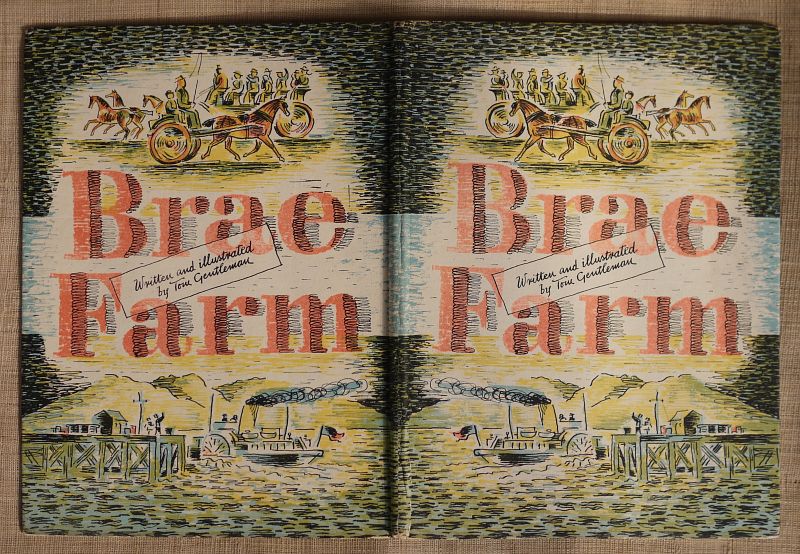 Brae
Written and illustrated
by Tom Gentleman
Farm
Brae
Written and illustrated
by Tom Gentleman
Farm